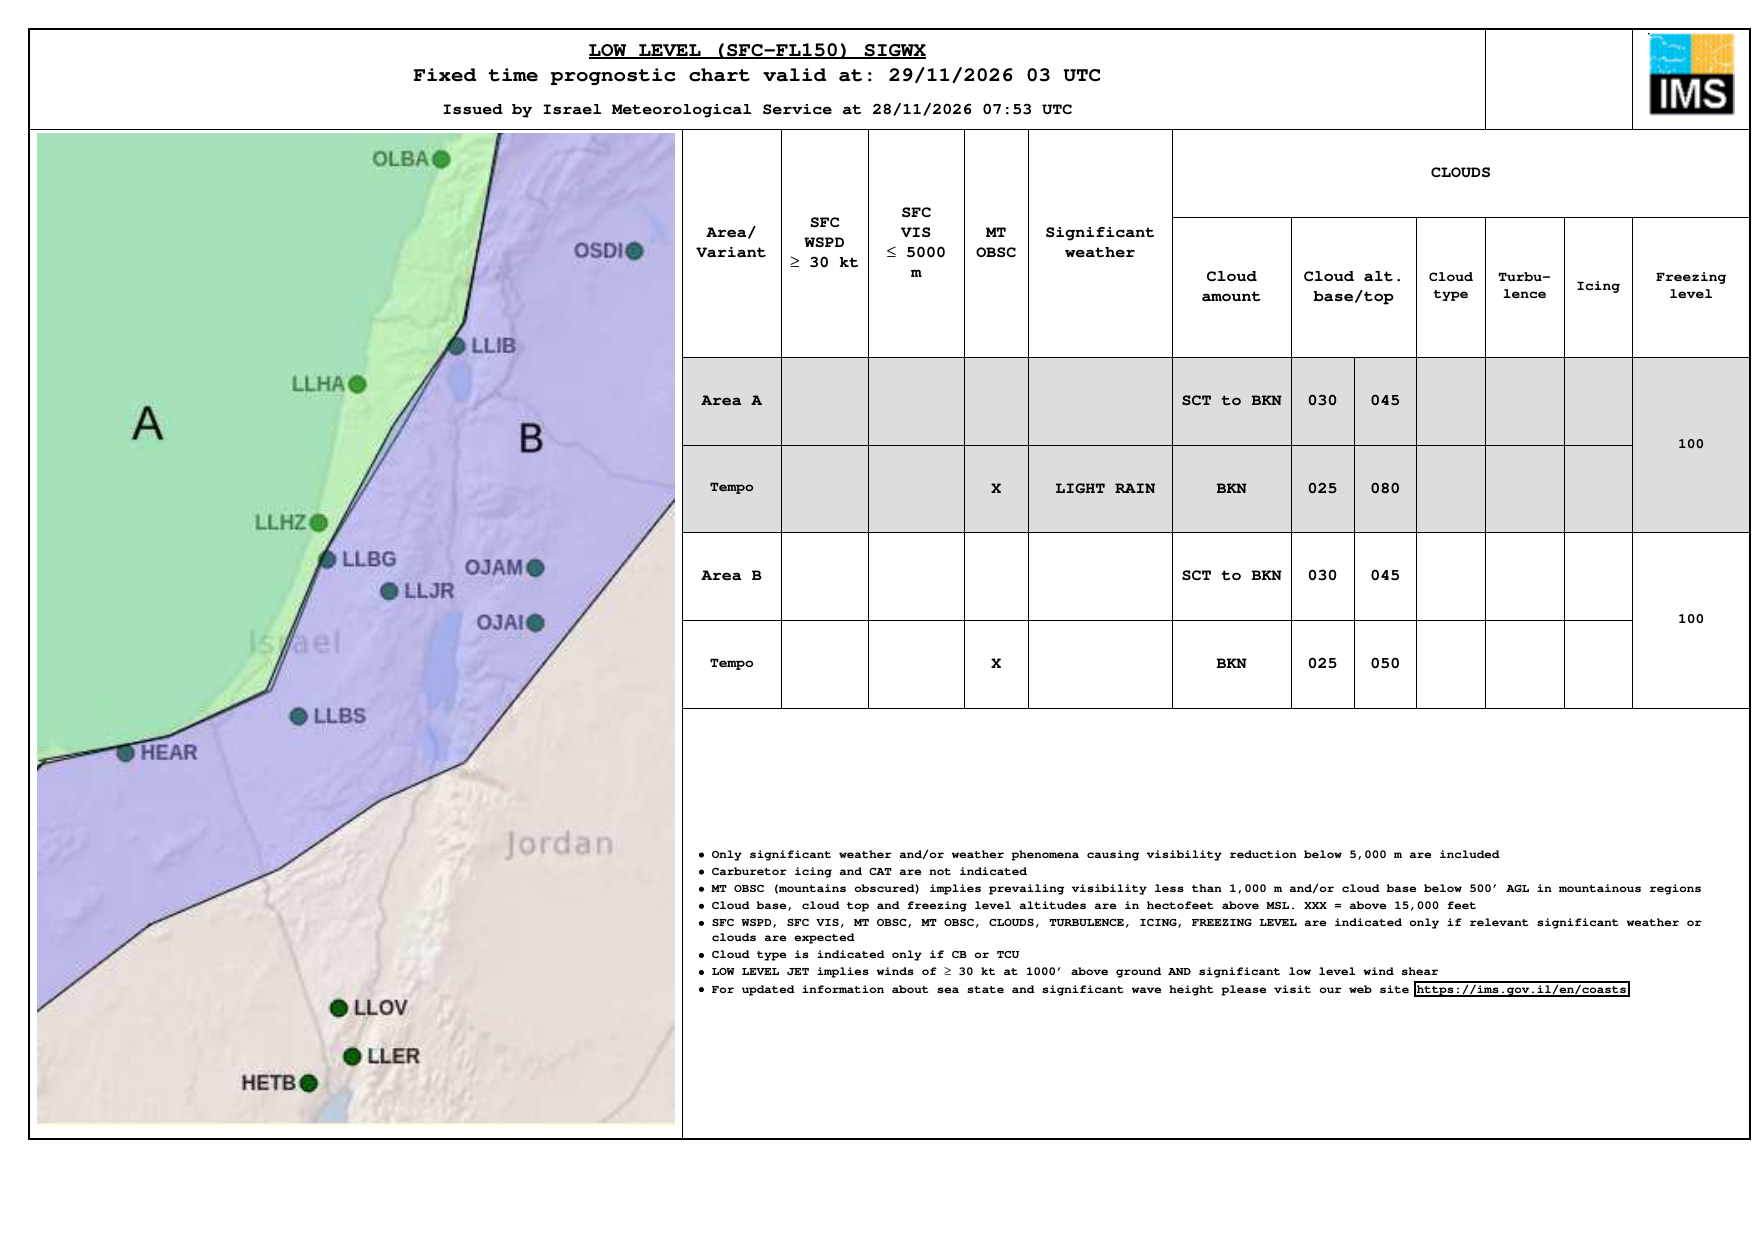 LOW LEVEL (SFC-FL150) SIGWX
Fixed time prognostic chart valid at: 29/11/2026 03 UTC
Issued by Israel Meteorological Service at 28/11/2026 07:53 UTC
IMS
OLBA
OSDI
LLIB
LLHA
A
B
LLHZ
LLBG
OJAM
LLJR
OJAI
Israel
LLBS
HEAR
Jordan
LLOV
LLER
HETB
Area/
Variant
SFC
WSPD
≥ 30 kt
SFC
VIS
≤ 5000
m
MT
OBSC
Significant
weather
CLOUDS
Cloud
amount
Cloud alt.
base/top
Cloud
type
Turbu-
lence
Icing
Freezing
level
Area A SCT to BKN 030 045
100
Tempo X LIGHT RAIN BKN 025 080
Area B SCT to BKN 030 045
100
Tempo X BKN 025 050
• Only significant weather and/or weather phenomena causing visibility reduction below 5,000 m are included
• Carburetor icing and CAT are not indicated
• MT OBSC (mountains obscured) implies prevailing visibility less than 1,000 m and/or cloud base below 500′ AGL in mountainous regions
• Cloud base, cloud top and freezing level altitudes are in hectofeet above MSL. XXX = above 15,000 feet
• SFC WSPD, SFC VIS, MT OBSC, MT OBSC, CLOUDS, TURBULENCE, ICING, FREEZING LEVEL are indicated only if relevant significant weather or
clouds are expected
• Cloud type is indicated only if CB or TCU
• LOW LEVEL JET implies winds of ≥ 30 kt at 1000′ above ground AND significant low level wind shear
• For updated information about sea state and significant wave height please visit our web site https://ims.gov.il/en/coasts